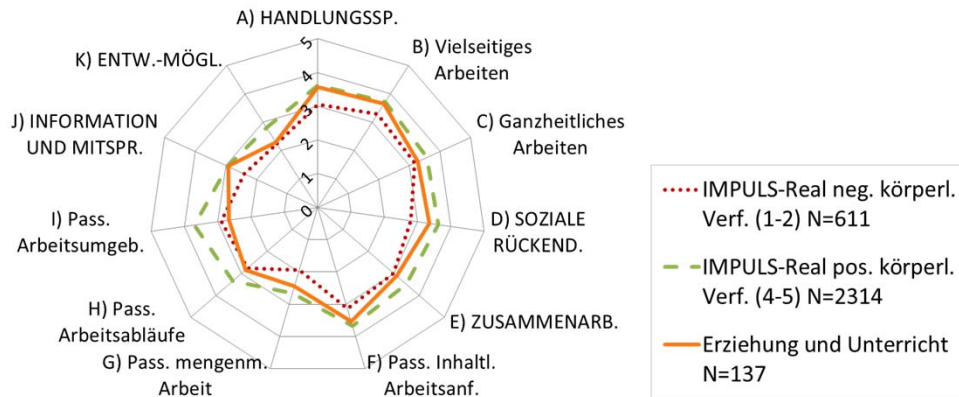 A) HANDLUNGSSP.
B) Vielseitiges
Arbeiten
C) Ganzheitliches
Arbeiten
D) SOZIALE
RÜCKEND.
E) ZUSAMMENARB.
F) Pass. Inhaltl.
Arbeitsanf.
G) Pass. mengenm.
Arbeit
H) Pass.
Arbeitsabläufe
I) Pass.
Arbeitsumgeb.
J) INFORMATION
UND MITSPR.
K) ENTW.-MÖGL.
5
4
3
2
1
0
IMPULS-Real neg. körperl.
Verf. (1-2) N=611
IMPULS-Real pos. körperl.
Verf. (4-5) N=2314
Erziehung und Unterricht
N=137